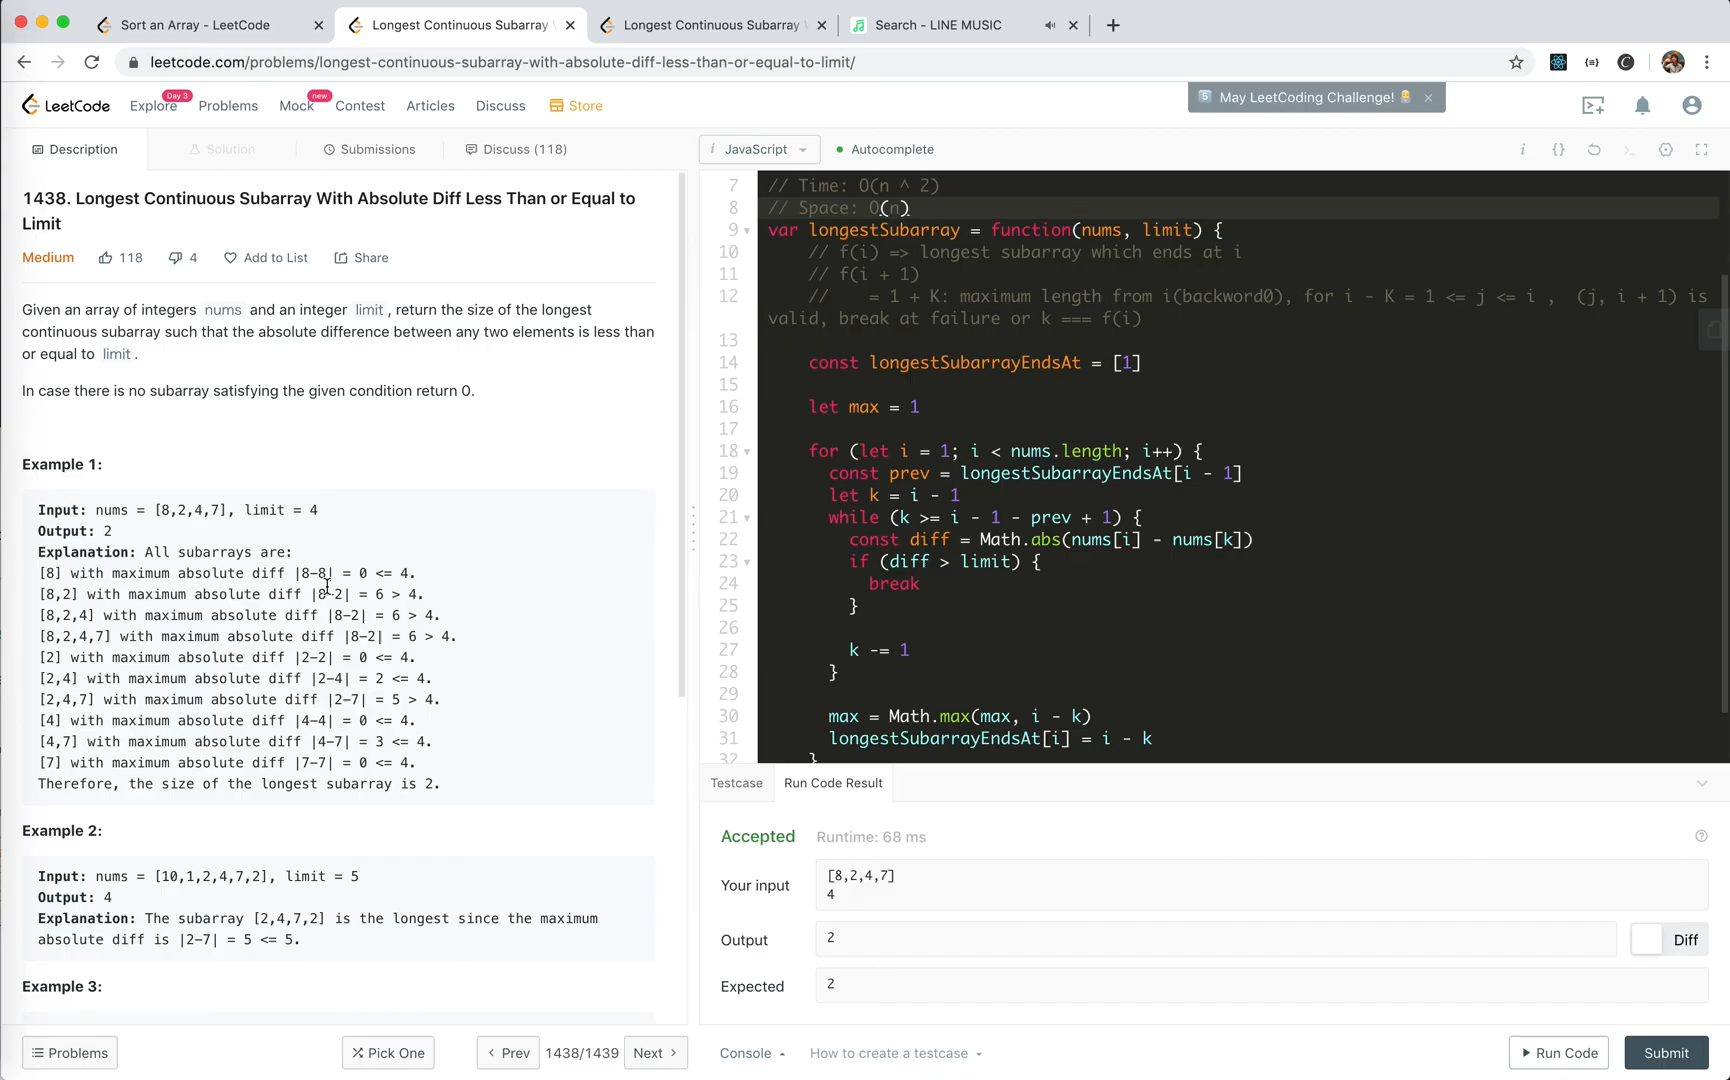 Sort an Array - LeetCode
Longest Continuous Subarray
Longest Continuous Subarray
Search - LINE MUSIC
leetcode.com/problems/longest-continuous-subarray-with-absolute-diff-less-than-or-equal-to-limit/
LeetCode
Explore
Day 3
Problems
Mock
new
Contest
Articles
Discuss
Store
May LeetCoding Challenge!
Description
Solution
Submissions
Discuss (118)
1438. Longest Continuous Subarray With Absolute Diff Less Than or Equal to
Limit
Medium
118
4
Add to List
Share
Given an array of integers nums and an integer limit, return the size of the longest
continuous subarray such that the absolute difference between any two elements is less than
or equal to limit.
In case there is no subarray satisfying the given condition return 0.
Example 1:
Input: nums = [8,2,4,7], limit = 4
Output: 2
Explanation: All subarrays are:
[8] with maximum absolute diff |8-8| = 0 <= 4.
[8,2] with maximum absolute diff |8-2| = 6 > 4.
[8,2,4] with maximum absolute diff |8-2| = 6 > 4.
[8,2,4,7] with maximum absolute diff |8-2| = 6 > 4.
[2] with maximum absolute diff |2-2| = 0 <= 4.
[2,4] with maximum absolute diff |2-4| = 2 <= 4.
[2,4,7] with maximum absolute diff |2-7| = 5 > 4.
[4] with maximum absolute diff |4-4| = 0 <= 4.
[4,7] with maximum absolute diff |4-7| = 3 <= 4.
[7] with maximum absolute diff |7-7| = 0 <= 4.
Therefore, the size of the longest subarray is 2.
Example 2:
Input: nums = [10,1,2,4,7,2], limit = 5
Output: 4
Explanation: The subarray [2,4,7,2] is the longest since the maximum
absolute diff is |2-7| = 5 <= 5.
Example 3:
Problems
Pick One
Prev
1438/1439
Next
i JavaScript
Autocomplete
i {}
7 // Time: O(n ^ 2)
8 // Space: O(n)
9 var longestSubarray = function(nums, limit) {
10 // f(i) => longest subarray which ends at i
11 // f(i + 1)
12 // = 1 + K: maximum length from i(backword0), for i - K = 1 <= j <= i , (j, i + 1) is
valid, break at failure or k === f(i)
13
14 const longestSubarrayEndsAt = [1]
15
16 let max = 1
17
18 for (let i = 1; i < nums.length; i++) {
19 const prev = longestSubarrayEndsAt[i - 1]
20 let k = i - 1
21 while (k >= i - 1 - prev + 1) {
22 const diff = Math.abs(nums[i] - nums[k])
23 if (diff > limit) {
24 break
25 }
26
27 k -= 1
28 }
29
30 max = Math.max(max, i - k)
31 longestSubarrayEndsAt[i] = i - k
32 }
Testcase
Run Code Result
Accepted
Runtime: 68 ms
Your input
[8,2,4,7]
4
Output
2
Diff
Expected
2
Console
How to create a testcase
Run Code
Submit